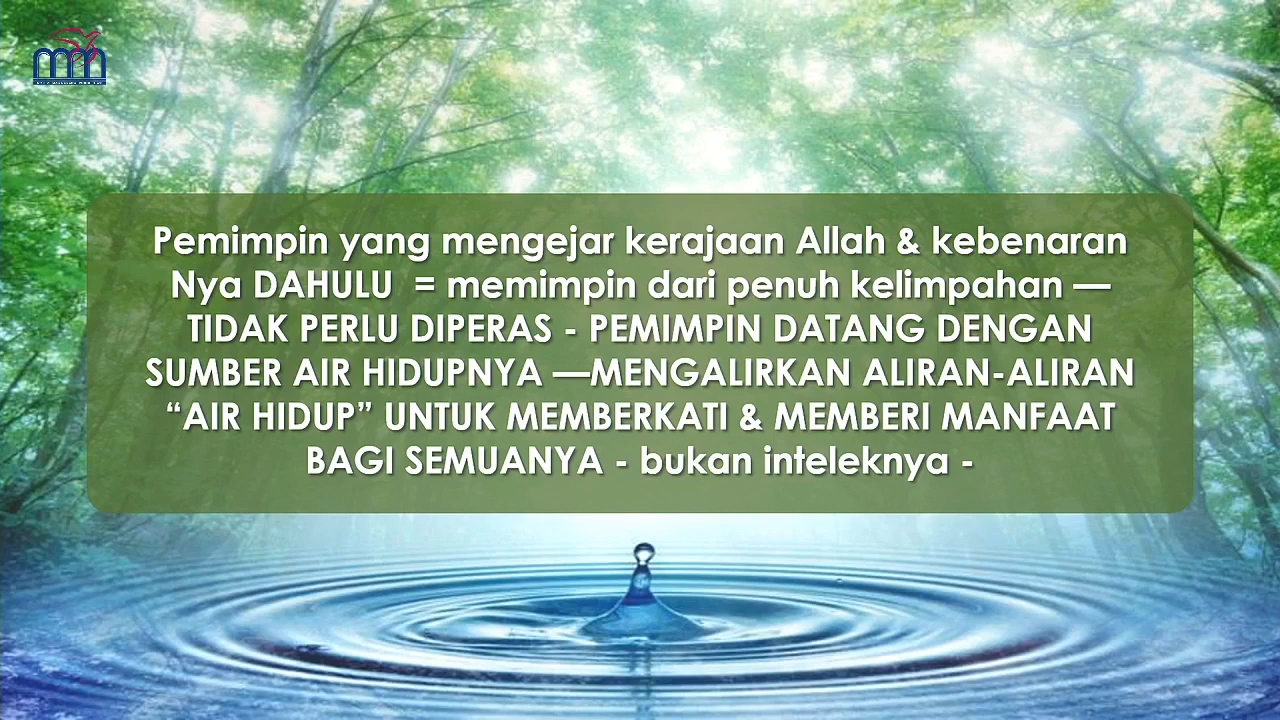 Pemimpin yang mengejar kerajaan Allah & kebenaran
Nya DAHULU  = memimpin dari penuh kelimpahan —
TIDAK PERLU DIPERAS - PEMIMPIN DATANG DENGAN
SUMBER AIR HIDUPNYA —MENGALIRKAN ALIRAN-ALIRAN
“AIR HIDUP” UNTUK MEMBERKATI & MEMBERI MANFAAT
BAGI SEMUANYA - bukan inteleknya -